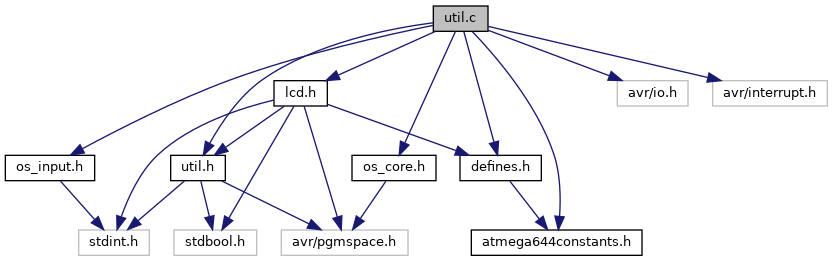 util.c
lcd.h
avr/io.h
avr/interrupt.h
os_input.h
util.h
os_core.h
defines.h
stdint.h
stdbool.h
avr/pgmspace.h
atmega644constants.h